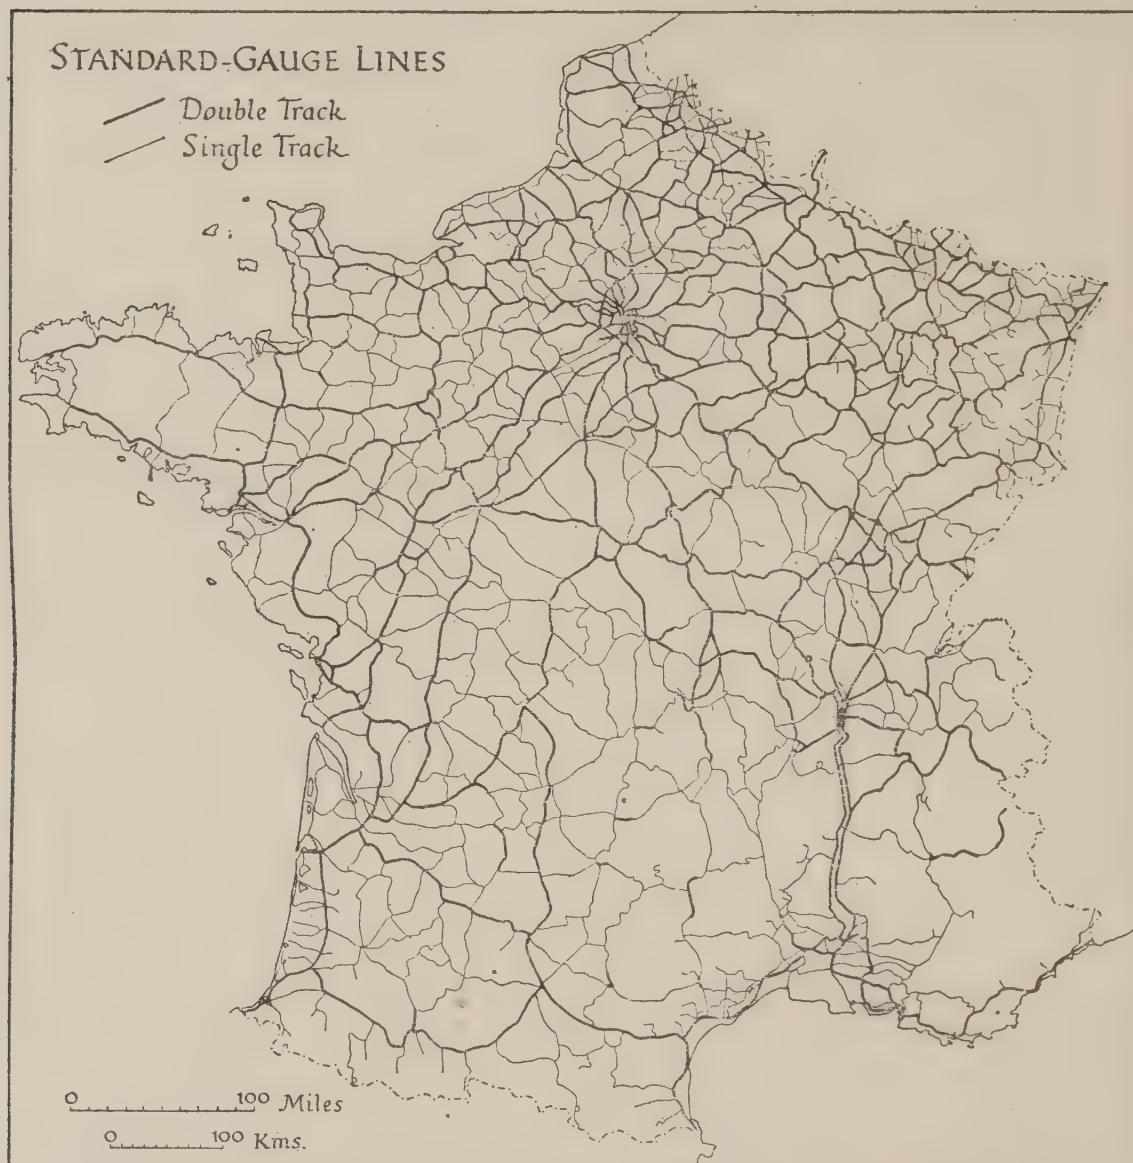 STANDARD-GAUGE LINES
Double Track
Single Track
0 100 Miles
0 100 Kms.